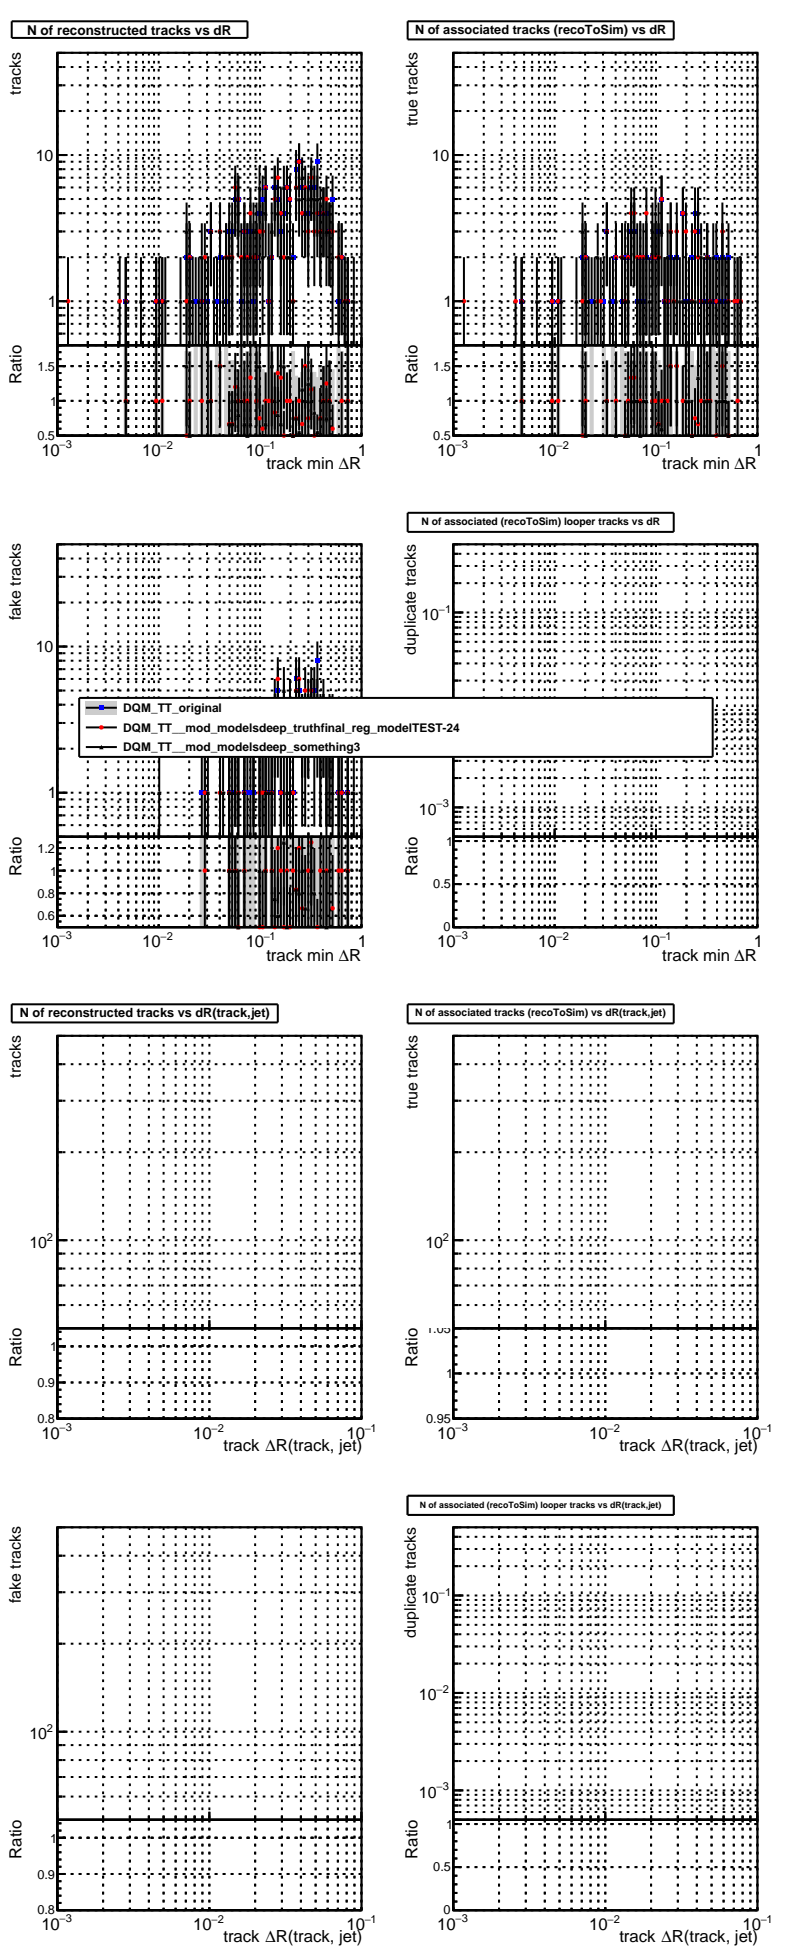 N of reconstructed tracks vs dR
tracks
10
1
Ratio
1.5
1
0.5
10−3
10−2
10−1
1
track min ΔR
N of associated tracks (recoToSim) vs dR
true tracks
10
1
Ratio
1.5
1
0.5
10−3
10−2
10−1
1
track min ΔR
fake tracks
10
1
Ratio
1.2
1
0.8
0.6
10−3
10−2
10−1
1
track min ΔR
N of associated (recoToSim) looper tracks vs dR
duplicate tracks
10−1
10−3
Ratio
1
0.5
0
10−3
10−2
10−1
1
track min ΔR
DQM_TT_original
DQM_TT__mod_modelsdeep_truthfinal_reg_modelTEST-24
DQM_TT__mod_modelsdeep_something3
N of reconstructed tracks vs dR(track,jet)
tracks
102
Ratio
1
0.9
0.8
10−3
10−2
10−1
track ΔR(track, jet)
N of associated tracks (recoToSim) vs dR(track,jet)
true tracks
102
Ratio
1.05
1
0.95
10−3
10−2
10−1
track ΔR(track, jet)
fake tracks
102
Ratio
1
0.9
0.8
10−3
10−2
10−1
track ΔR(track, jet)
N of associated (recoToSim) looper tracks vs dR(track,jet)
duplicate tracks
10−1
10−2
10−3
Ratio
1
0.5
0
10−3
10−2
10−1
track ΔR(track, jet)